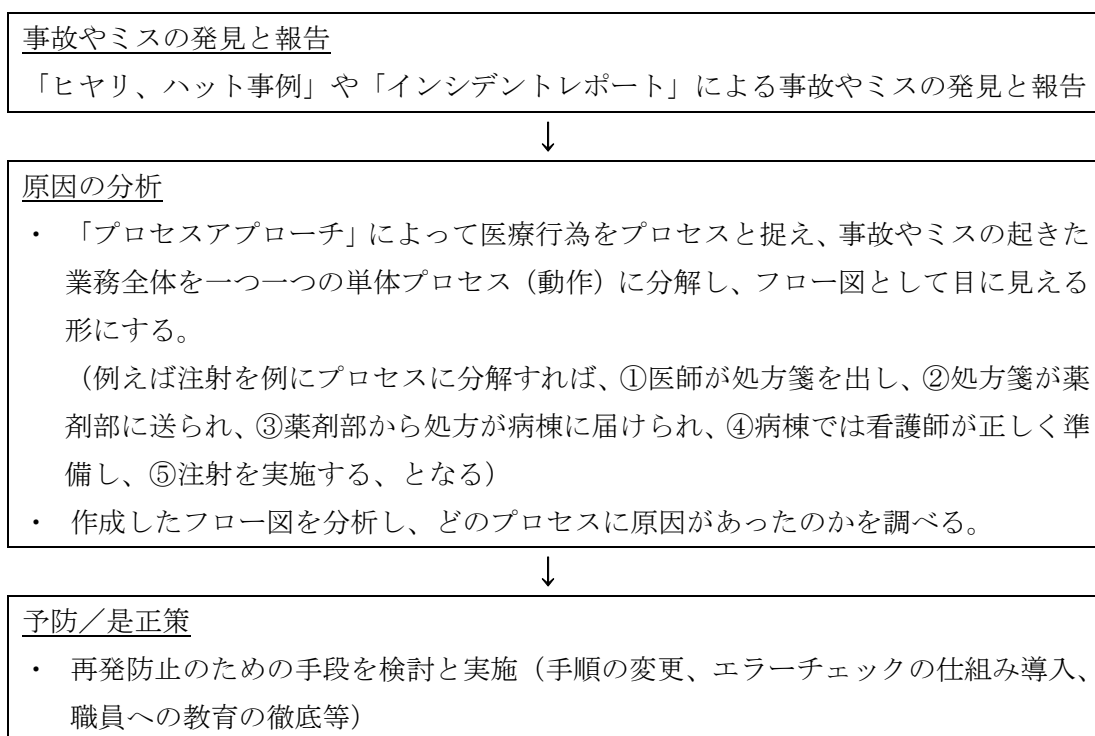 事故やミスの発見と報告
「ヒヤリ、ハット事例」や「インシデントレポート」による事故やミスの発見と報告
↓
原因の分析
・ 「プロセスアプローチ」によって医療行為をプロセスと捉え、事故やミスの起きた
業務全体を一つ一つの単体プロセス（動作）に分解し、フロー図として目に見える
形にする。
（例えば注射を例にプロセスに分解すれば、①医師が処方箋を出し、②処方箋が薬
剤部に送られ、③薬剤部から処方が病棟に届けられ、④病棟では看護師が正しく準
備し、⑤注射を実施する、となる）
・ 作成したフロー図を分析し、どのプロセスに原因があったのかを調べる。
↓
予防／是正策
・ 再発防止のための手段を検討と実施（手順の変更、エラーチェックの仕組み導入、
職員への教育の徹底等）